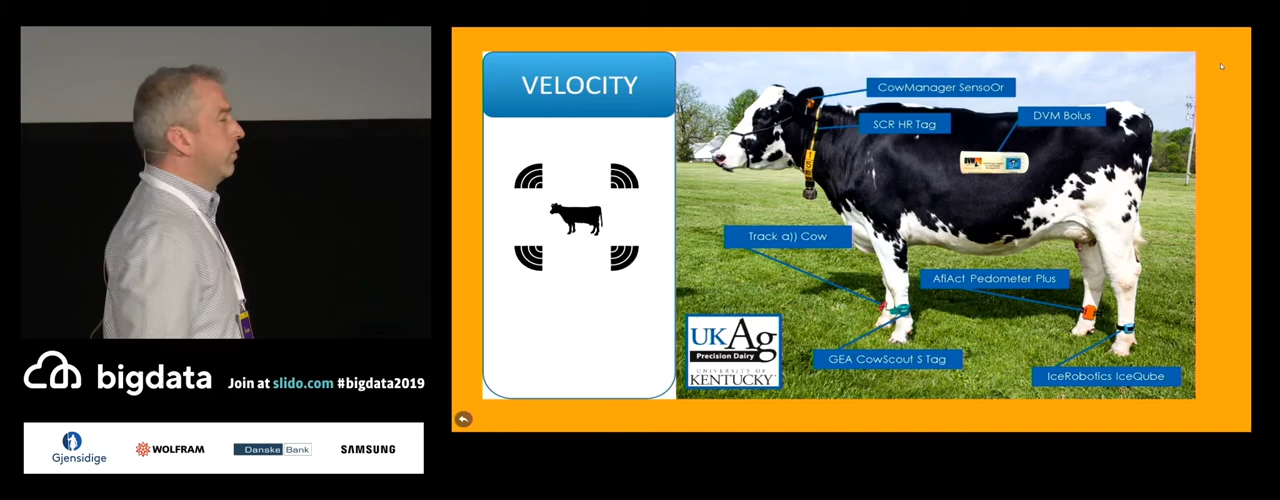 VELOCITY
CowManager SensoOr
SCR HR Tag
DVM Bolus
DVM
Track a)) Cow
AfiAct Pedometer Plus
GEA CowScout S Tag
IceRobotics IceQube
UKAg
Precision Dairy
UNIVERSITY OF
KENTUCKY
bigdata
Join at slido.com #bigdata2019
Gjensidige
WOLFRAM
Danske Bank
SAMSUNG